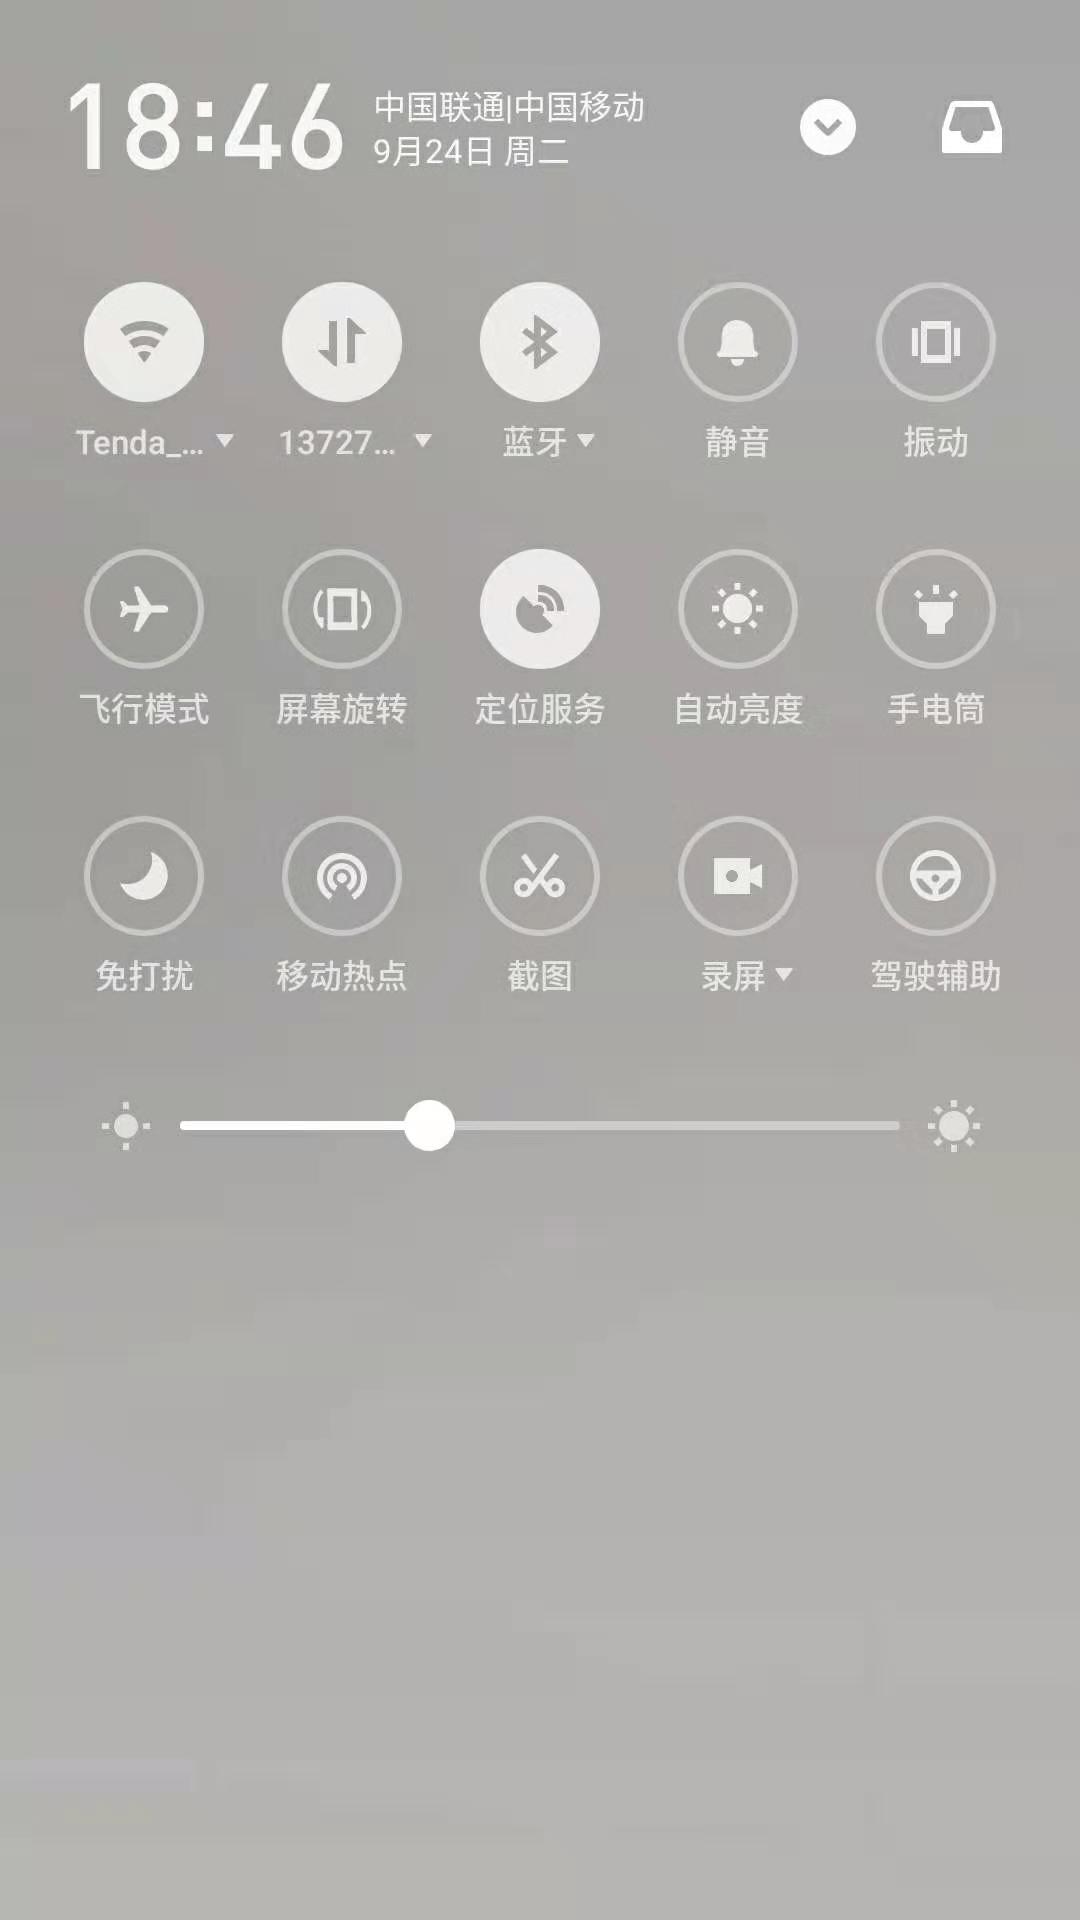 18:46
中国联通|中国移动
9月24日 周二
Tenda_...
13727...
蓝牙
静音
振动
飞行模式
屏幕旋转
定位服务
自动亮度
手电筒
免打扰
移动热点
截图
录屏
驾驶辅助